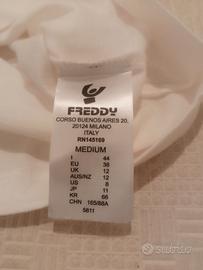 FREDDY
CORSO BUENOS AIRES 20,
20124 MILANO
ITALY
RN145169
MEDIUM
I 44
EU 38
UK 12
AUS/NZ 12
US 8
JP 11
KR 66
CHN 165/88A
5811
subito